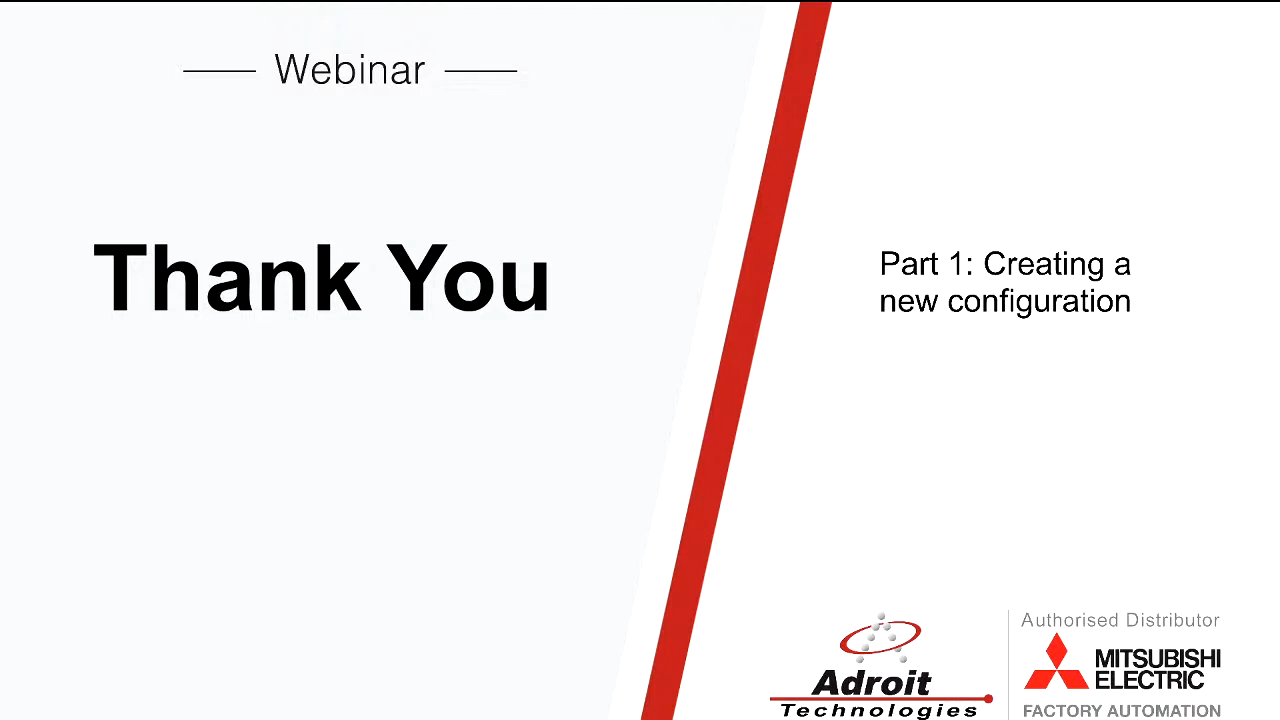 Webinar
Thank You
Part 1: Creating a
new configuration
Adroit
Technologies
Authorised Distributor
MITSUBISHI
ELECTRIC
FACTORY AUTOMATION